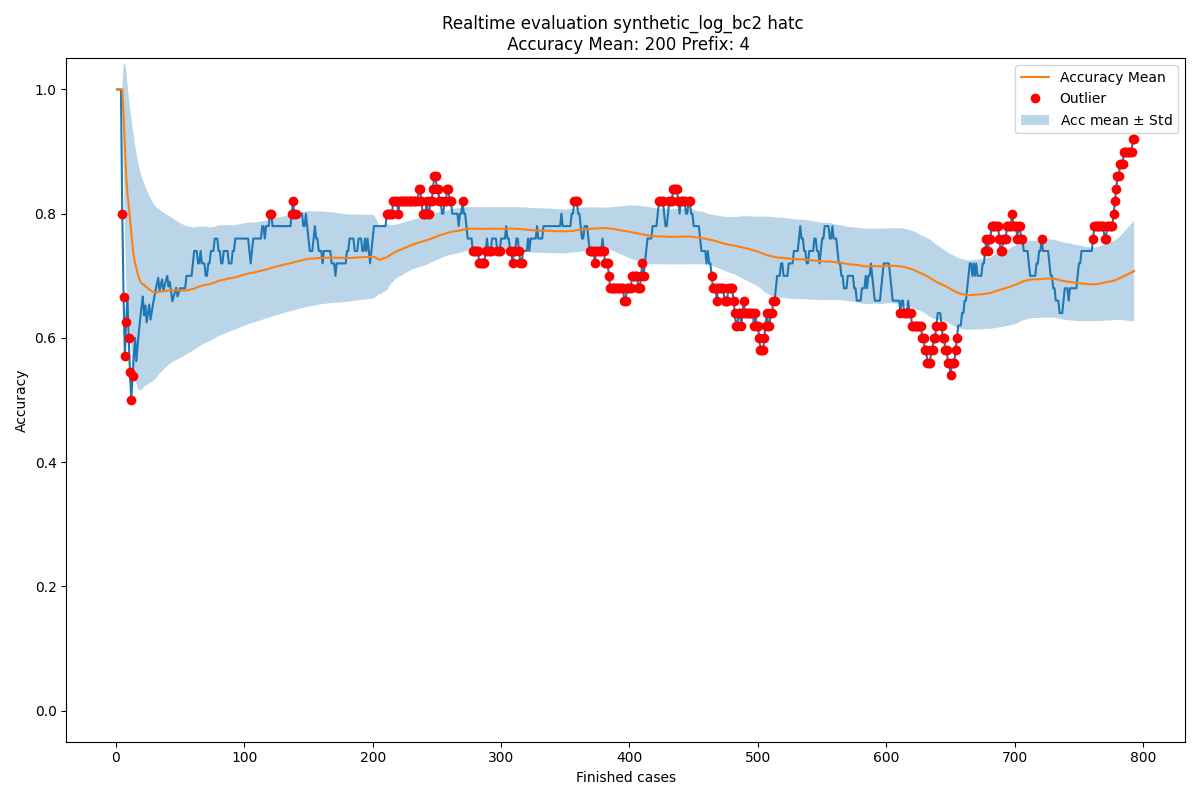 Realtime evaluation synthetic_log_bc2 hatc
Accuracy Mean: 200 Prefix: 4
Accuracy Mean
Outlier
Acc mean ± Std
1.0
0.8
0.6
0.4
0.2
0.0
Accuracy
0 100 200 300 400 500 600 700 800
Finished cases